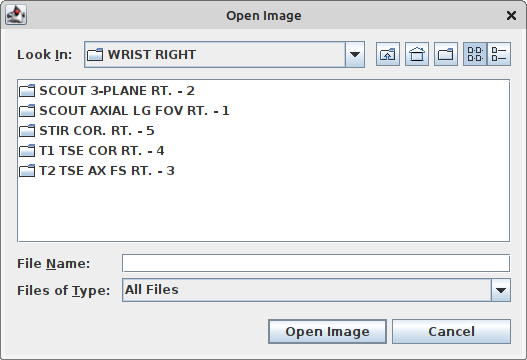 Open Image
Look In: WRIST RIGHT
SCOUT 3-PLANE RT. - 2
SCOUT AXIAL LG FOV RT. - 1
STIR COR. RT. - 5
T1 TSE COR RT. - 4
T2 TSE AX FS RT. - 3
File Name:
Files of Type: All Files
Open Image Cancel